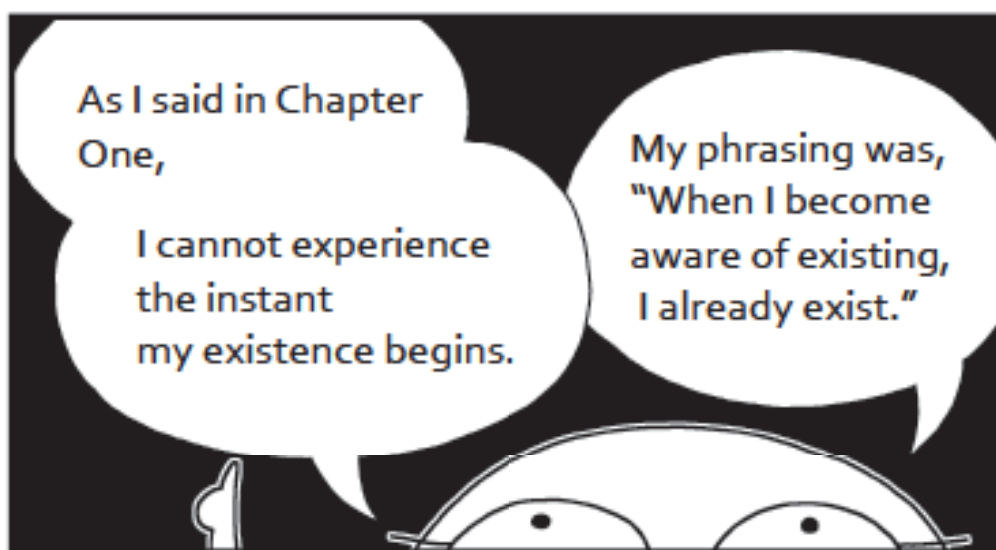 As I said in Chapter
One,
I cannot experience
the instant
my existence begins.
My phrasing was,
“When I become
aware of existing,
I already exist.”